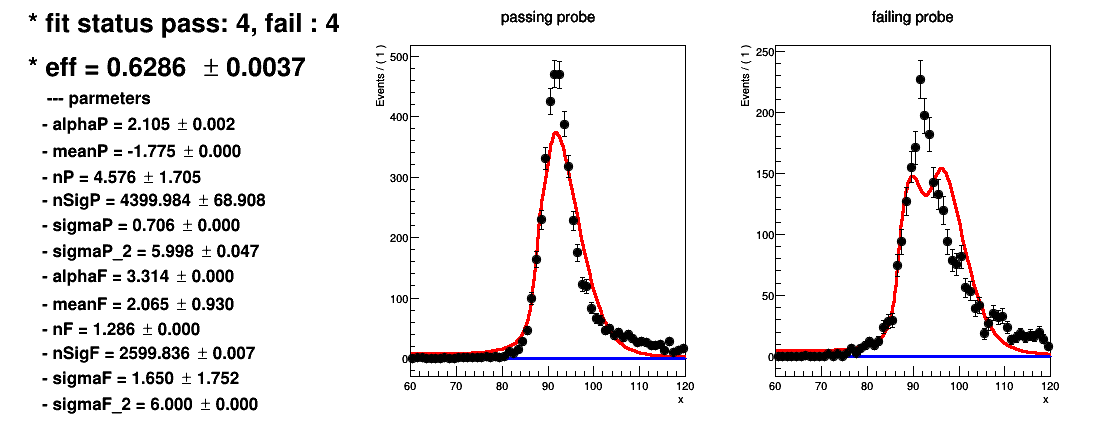 * fit status pass: 4, fail : 4
* eff = 0.6286 ± 0.0037
--- parmeters
- alphaP = 2.105 ± 0.002
- meanP = -1.775 ± 0.000
- nP = 4.576 ± 1.705
- nSigP = 4399.984 ± 68.908
- sigmaP = 0.706 ± 0.000
- sigmaP_2 = 5.998 ± 0.047
- alphaF = 3.314 ± 0.000
- meanF = 2.065 ± 0.930
- nF = 1.286 ± 0.000
- nSigF = 2599.836 ± 0.007
- sigmaF = 1.650 ± 1.752
- sigmaF_2 = 6.000 ± 0.000
passing probe
Events / ( 1 )
500
400
300
200
100
0
60 70 80 90 100 110 120
x
failing probe
Events / ( 1 )
250
200
150
100
50
0
60 70 80 90 100 110 120
x